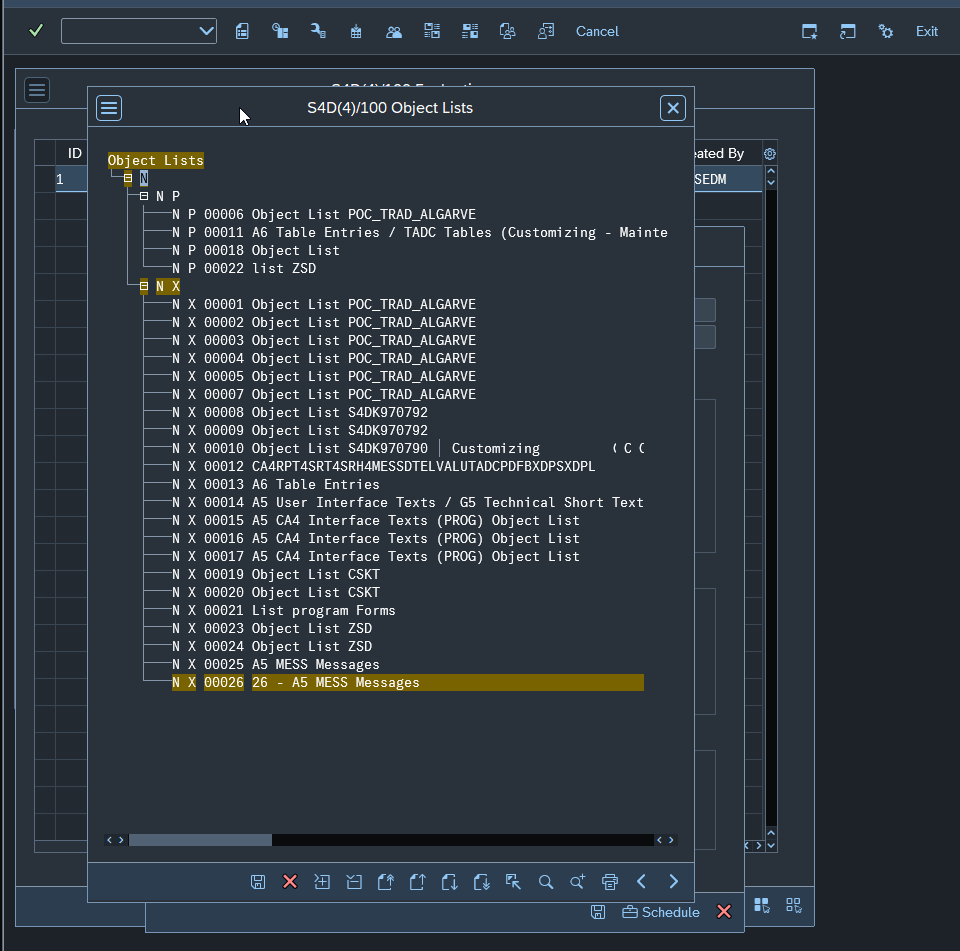 Cancel
Exit
S4D(4)/100 Object Lists
ID
ated By
1
SEDM
Object Lists
N
N P
N P 00006 Object List POC_TRAD_ALGARVE
N P 00011 A6 Table Entries / TADC Tables (Customizing - Mainte
N P 00018 Object List
N P 00022 list ZSD
N X
N X 00001 Object List POC_TRAD_ALGARVE
N X 00002 Object List POC_TRAD_ALGARVE
N X 00003 Object List POC_TRAD_ALGARVE
N X 00004 Object List POC_TRAD_ALGARVE
N X 00005 Object List POC_TRAD_ALGARVE
N X 00007 Object List POC_TRAD_ALGARVE
N X 00008 Object List S4DK970792
N X 00009 Object List S4DK970792
N X 00010 Object List S4DK970790 | Customizing ( C (
N X 00012 CA4RPT4SRT4SRH4MESSDTELVALUTADCPDFBXDPSXDPL
N X 00013 A6 Table Entries
N X 00014 A5 User Interface Texts / G5 Technical Short Text
N X 00015 A5 CA4 Interface Texts (PROG) Object List
N X 00016 A5 CA4 Interface Texts (PROG) Object List
N X 00017 A5 CA4 Interface Texts (PROG) Object List
N X 00019 Object List CSKT
N X 00020 Object List CSKT
N X 00021 List program Forms
N X 00023 Object List ZSD
N X 00024 Object List ZSD
N X 00025 A5 MESS Messages
N X 00026 26 - A5 MESS Messages
Schedule